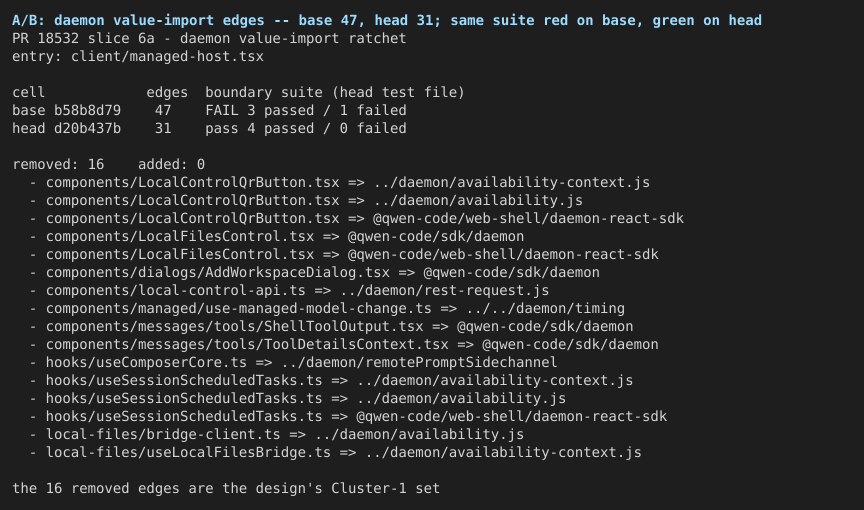 A/B: daemon value-import edges -- base 47, head 31; same suite red on base, green on head
PR 18532 slice 6a - daemon value-import ratchet
entry: client/managed-host.tsx
cell edges boundary suite (head test file)
base b58b8d79 47 FAIL 3 passed / 1 failed
head d20b437b 31 pass 4 passed / 0 failed
removed: 16 added: 0
- components/LocalControlQrButton.tsx => ../daemon/availability-context.js
- components/LocalControlQrButton.tsx => ../daemon/availability.js
- components/LocalControlQrButton.tsx => @qwen-code/web-shell/daemon-react-sdk
- components/LocalFilesControl.tsx => @qwen-code/sdk/daemon
- components/LocalFilesControl.tsx => @qwen-code/web-shell/daemon-react-sdk
- components/dialogs/AddWorkspaceDialog.tsx => @qwen-code/sdk/daemon
- components/local-control-api.ts => ../daemon/rest-request.js
- components/managed/use-managed-model-change.ts => ../../daemon/timing
- components/messages/tools/ShellToolOutput.tsx => @qwen-code/sdk/daemon
- components/messages/tools/ToolDetailsContext.tsx => @qwen-code/sdk/daemon
- hooks/useComposerCore.ts => ../daemon/remotePromptSidechannel
- hooks/useSessionScheduledTasks.ts => ../daemon/availability-context.js
- hooks/useSessionScheduledTasks.ts => ../daemon/availability.js
- hooks/useSessionScheduledTasks.ts => @qwen-code/web-shell/daemon-react-sdk
- local-files/bridge-client.ts => ../daemon/availability.js
- local-files/useLocalFilesBridge.ts => ../daemon/availability-context.js
the 16 removed edges are the design's Cluster-1 set